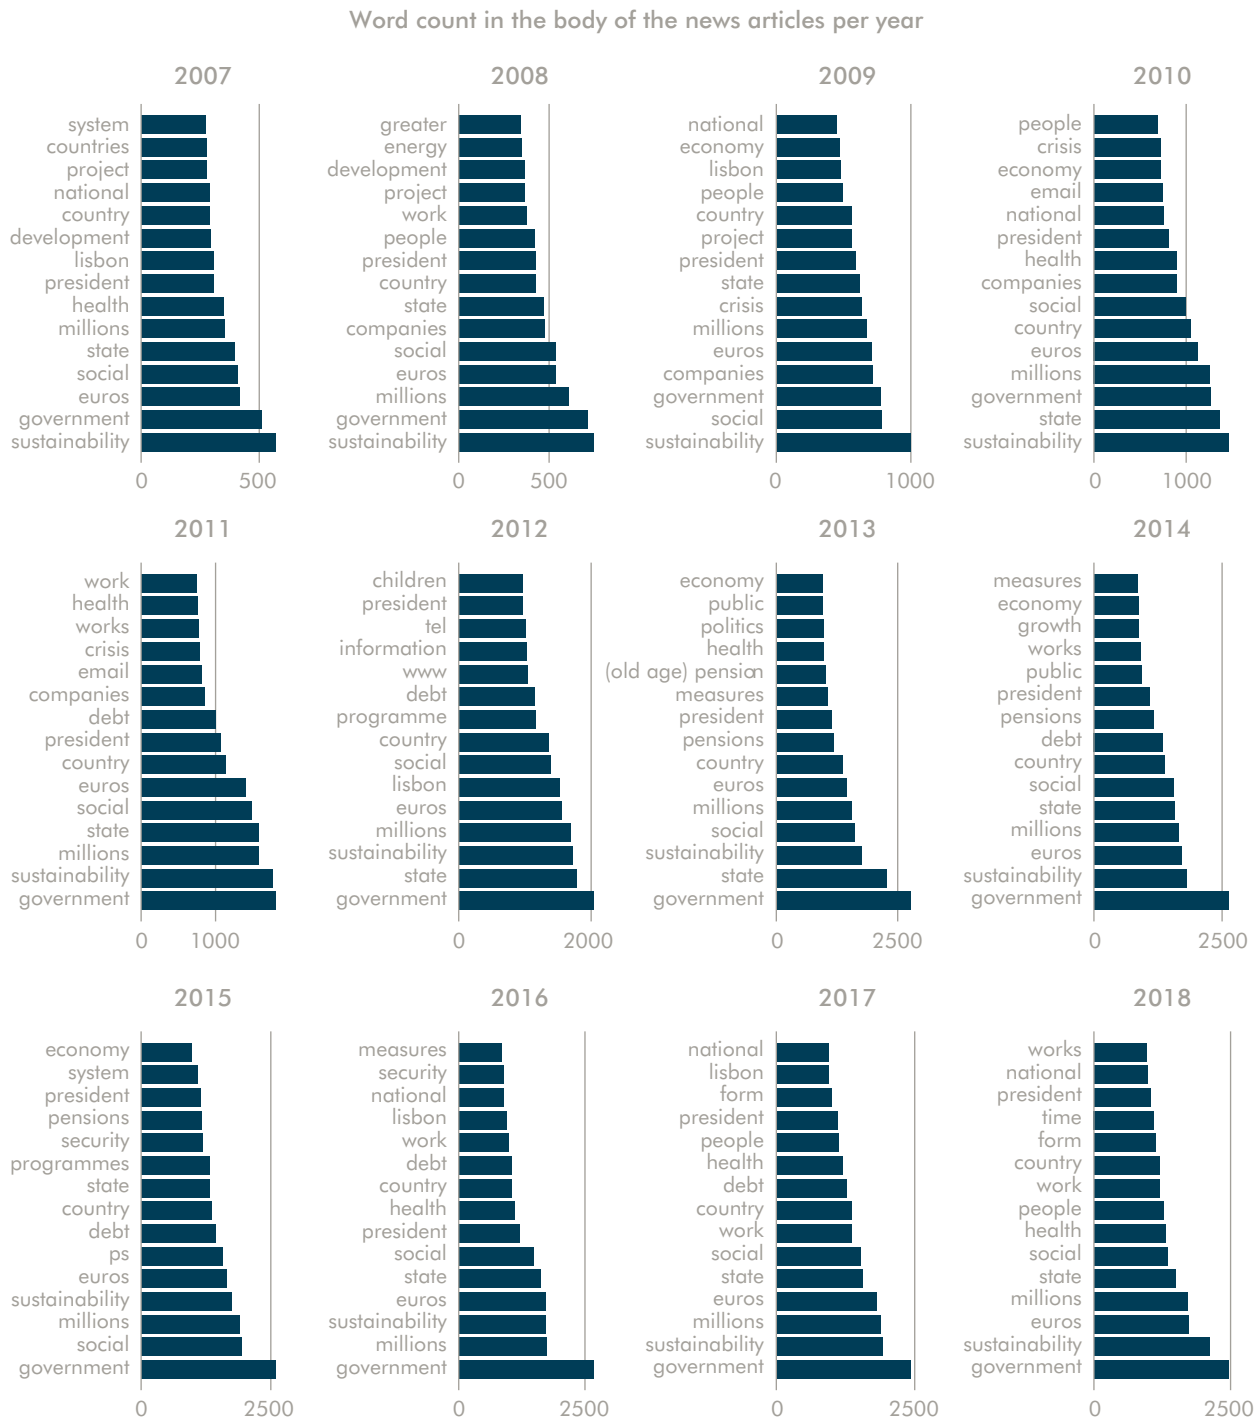 Word count in the body of the news articles per year
2007
system
countries
project
national
country
development
lisbon
president
health
millions
state
social
euros
government
sustainability
0 500
2008
greater
energy
development
project
work
people
president
country
state
companies
social
euros
millions
government
sustainability
0 500
2009
national
economy
lisbon
people
country
project
president
state
crisis
millions
euros
companies
government
social
sustainability
0 1000
2010
people
crisis
economy
email
national
president
health
companies
social
country
euros
millions
government
state
sustainability
0 1000
2011
work
health
works
crisis
email
companies
debt
president
country
euros
social
state
millions
sustainability
government
0 1000
2012
children
president
tel
information
www
debt
programme
country
social
lisbon
euros
millions
sustainability
state
government
0 2000
2013
economy
public
politics
health
(old age) pension
measures
president
pensions
country
euros
millions
social
sustainability
state
government
0 2500
2014
measures
economy
growth
works
public
president
pensions
debt
country
social
state
millions
euros
sustainability
government
0 2500
2015
economy
system
president
pensions
security
programmes
state
country
debt
ps
euros
sustainability
millions
social
government
0 2500
2016
measures
security
national
lisbon
work
debt
country
health
president
social
state
euros
sustainability
millions
government
0 2500
2017
national
lisbon
form
president
people
health
debt
country
work
social
state
euros
millions
sustainability
government
0 2500
2018
works
national
president
time
form
country
work
people
health
social
state
millions
euros
sustainability
government
0 2500